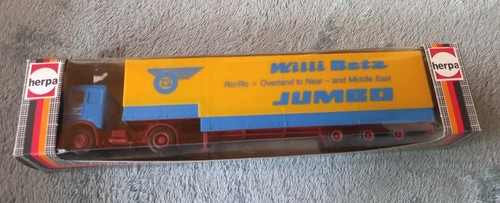 herpa
Willi Betz
Ro/Ro + Overland to Near- and Middle East
JUMBO
herpa